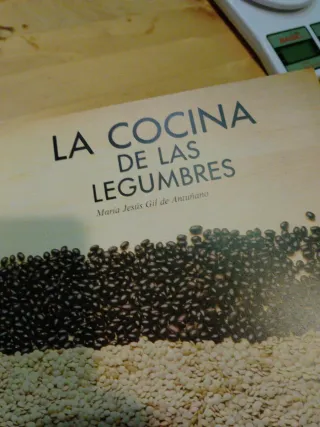 LA COCINA
DE LAS
LEGUMBRES
María Jesús Gil de Antuñano